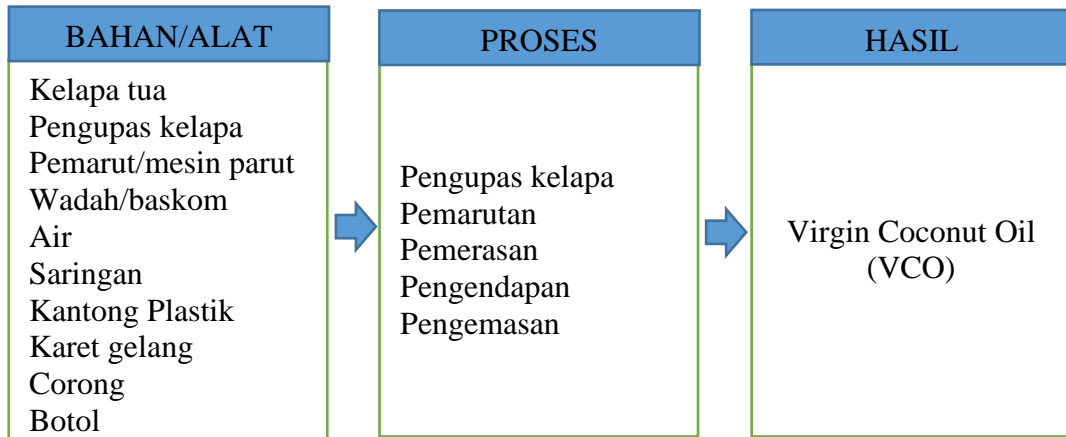 BAHAN/ALAT
Kelapa tua
Pengupas kelapa
Pemarut/mesin parut
Wadah/baskom
Air
Saringan
Kantong Plastik
Karet gelang
Corong
Botol
PROSES
Pengupas kelapa
Pemarutan
Pemerasan
Pengendapan
Pengemasan
HASIL
Virgin Coconut Oil
(VCO)